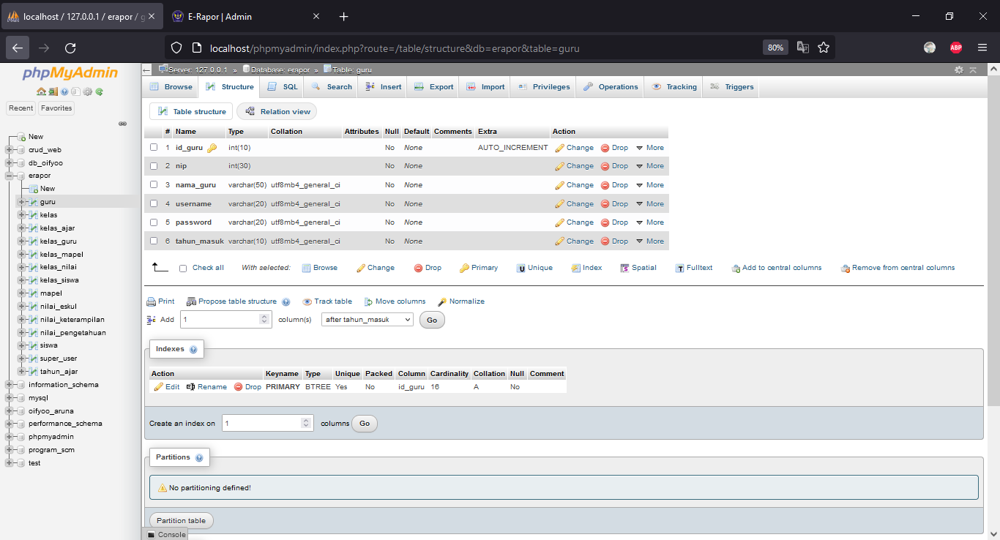 localhost / 127.0.0.1 / erapor / g
E-Rapor | Admin
localhost/phpmyadmin/index.php?route=/table/structure&db=erapor&table=guru
80%
ABP
phpMyAdmin
Recent Favorites
New
crud_web
db_oifyoo
erapor
New
guru
kelas
kelas_ajar
kelas_guru
kelas_mapel
kelas_nilai
kelas_siswa
mapel
nilai_eskul
nilai_keterampilan
nilai_pengetahuan
siswa
super_user
tahun_ajar
information_schema
mysql
oifyoo_aruna
performance_schema
phpmyadmin
program_scm
test
Server: 127.0.0.1 » Database: erapor » Table: guru
Browse Structure SQL Search Insert Export Import Privileges Operations Tracking Triggers
Table structure Relation view
# Name Type Collation Attributes Null Default Comments Extra Action
1 id_guru int(10) No None AUTO_INCREMENT Change Drop More
2 nip int(30) No None Change Drop More
3 nama_guru varchar(50) utf8mb4_general_ci No None Change Drop More
4 username varchar(20) utf8mb4_general_ci No None Change Drop More
5 password varchar(20) utf8mb4_general_ci No None Change Drop More
6 tahun_masuk varchar(10) utf8mb4_general_ci No None Change Drop More
Check all With selected: Browse Change Drop Primary Unique Index Spatial Fulltext Add to central columns Remove from central columns
Print Propose table structure Track table Move columns Normalize
Add 1 column(s) after tahun_masuk Go
Indexes
Action Keyname Type Unique Packed Column Cardinality Collation Null Comment
Edit Rename Drop PRIMARY BTREE Yes No id_guru 16 A No
Create an index on 1 columns Go
Partitions
No partitioning defined!
Partition table
Console